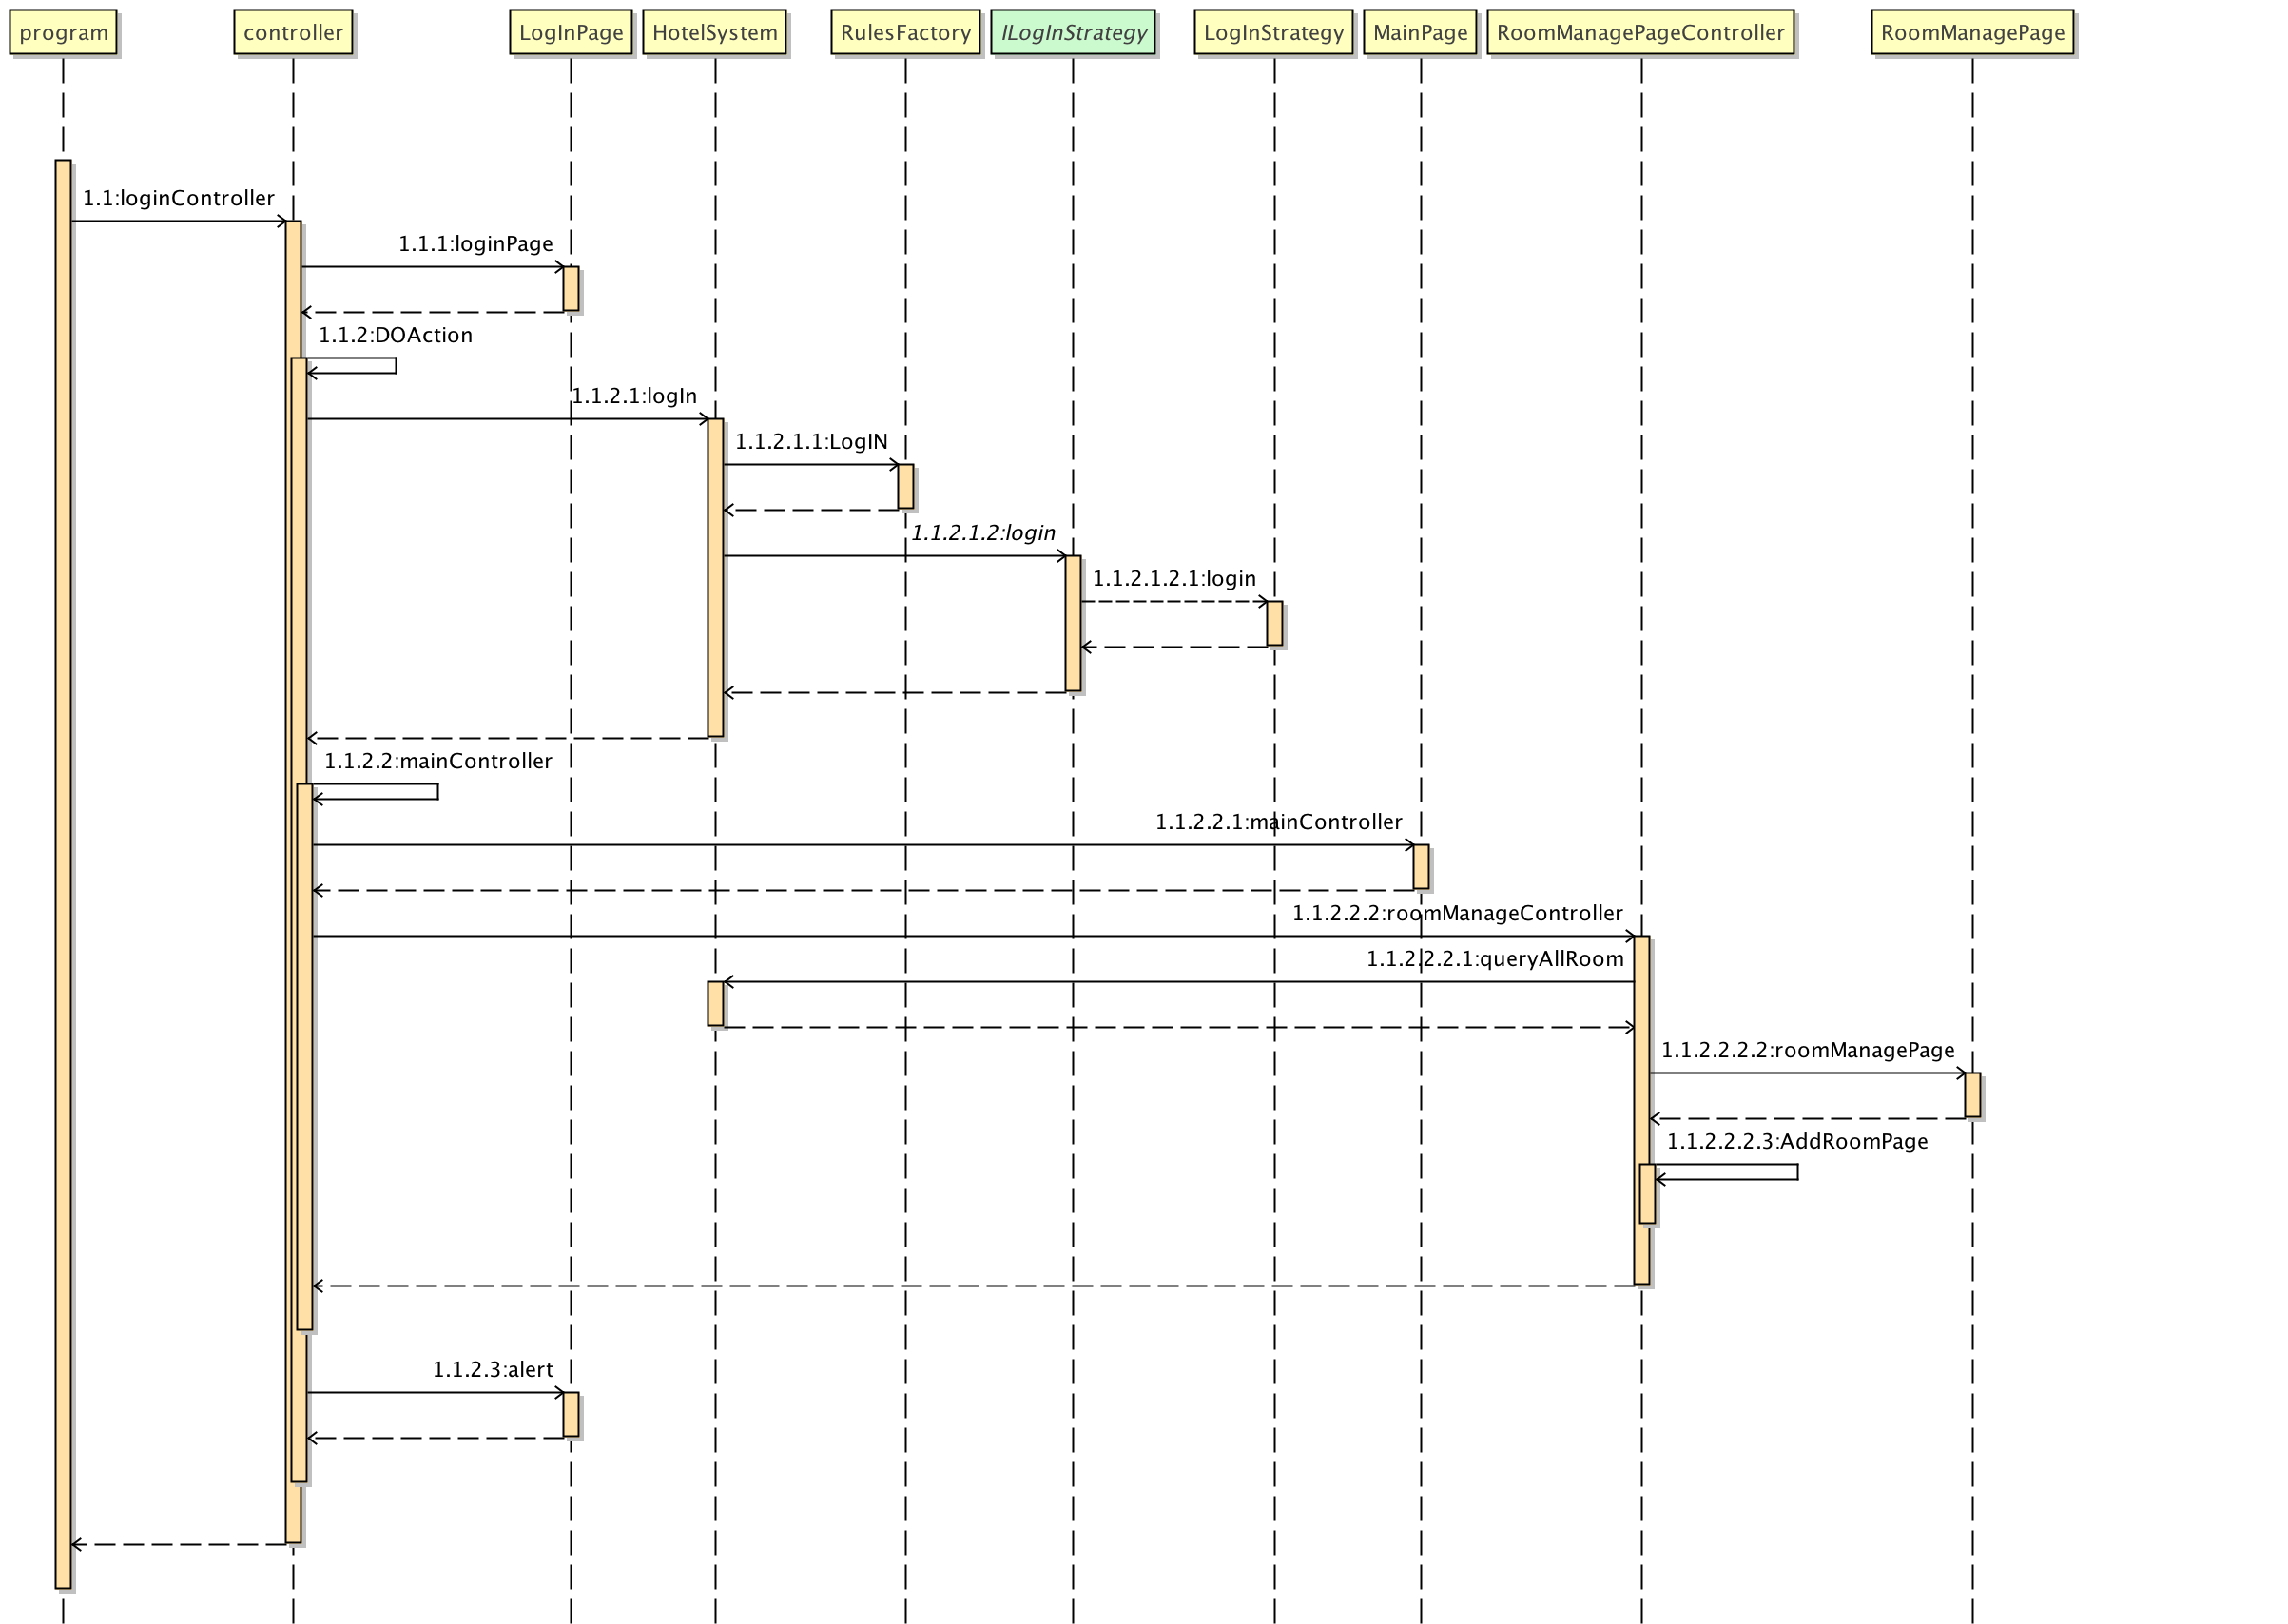 program
controller
LogInPage
HotelSystem
RulesFactory
ILogInStrategy
LogInStrategy
MainPage
RoomManagePageController
RoomManagePage
1.1:loginController
1.1.1:loginPage
1.1.2:DOAction
1.1.2.1:logIn
1.1.2.1.1:LogIN
1.1.2.1.2:login
1.1.2.1.2.1:login
1.1.2.2:mainController
1.1.2.2.1:mainController
1.1.2.2.2:roomManageController
1.1.2.2.2.1:queryAllRoom
1.1.2.2.2.2:roomManagePage
1.1.2.2.2.3:AddRoomPage
1.1.2.3:alert